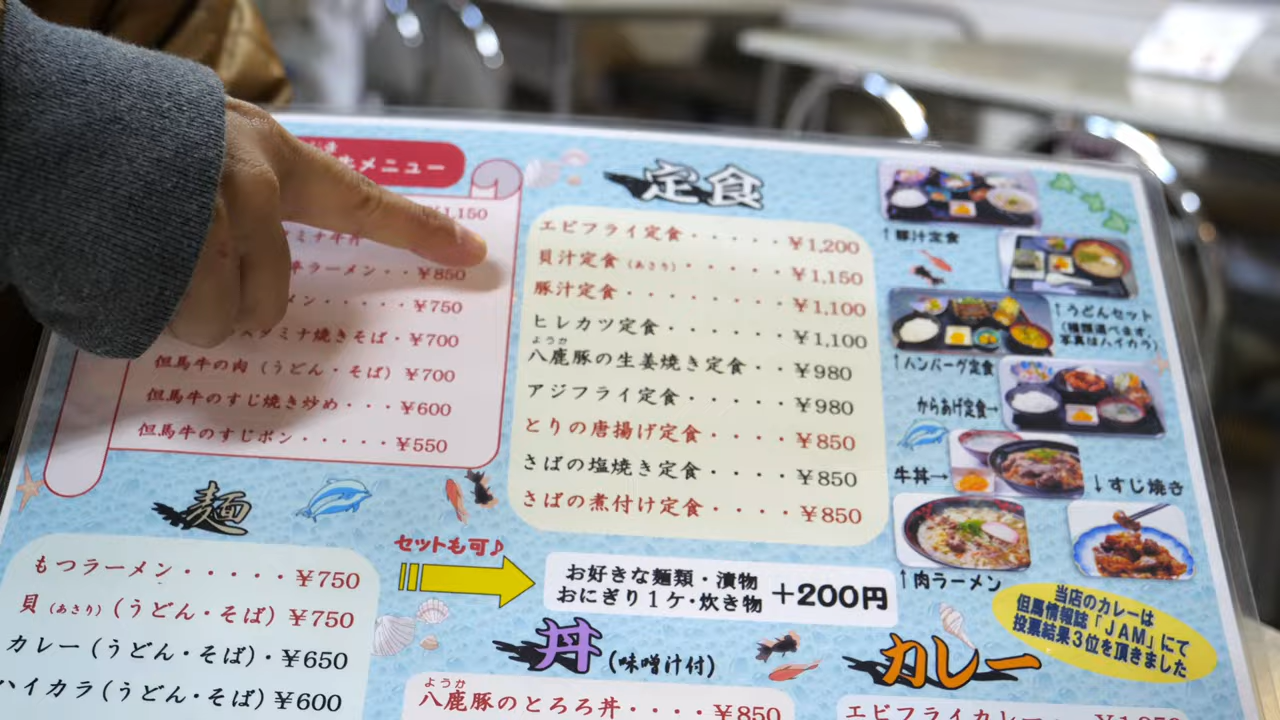 メニュー
¥1,150
ラーメン・・¥850
メン・・・・¥750
タミナ焼きそば・¥700
但馬牛の肉（うどん・そば）¥700
但馬牛のすじ焼き炒め・・・¥600
但馬牛のすじポン・・・・・¥550
定食
エビフライ定食・・・・・¥1,200
貝汁定食（あさり）・・・・・¥1,150
豚汁定食・・・・・・・・¥1,100
ヒレカツ定食・・・・・・¥1,100
ようか
八鹿豚の生姜焼き定食・・¥980
アジフライ定食・・・・・¥980
とりの唐揚げ定食・・・・¥850
さばの塩焼き定食・・・・¥850
さばの煮付け定食・・・・¥850
↑豚汁定食
↑うどんセット
（種類選べます。
写真はハイカラ）
↑ハンバーグ定食
からあげ定食→
牛丼→
↓すじ焼き
↑肉ラーメン
麺
もつラーメン・・・・・¥750
貝（あさり）（うどん・そば）¥750
カレー（うどん・そば）・¥650
ハイカラ（うどん・そば）¥600
セットも可♪
お好きな麺類・漬物
おにぎり1ケ・炊き物
+200円
丼（味噌汁付）
ようか
八鹿豚のとろろ丼・・・・¥850
カレー
エビフライカレー
当店のカレーは
但馬情報誌「JAM」にて
投票結果3位を頂きました